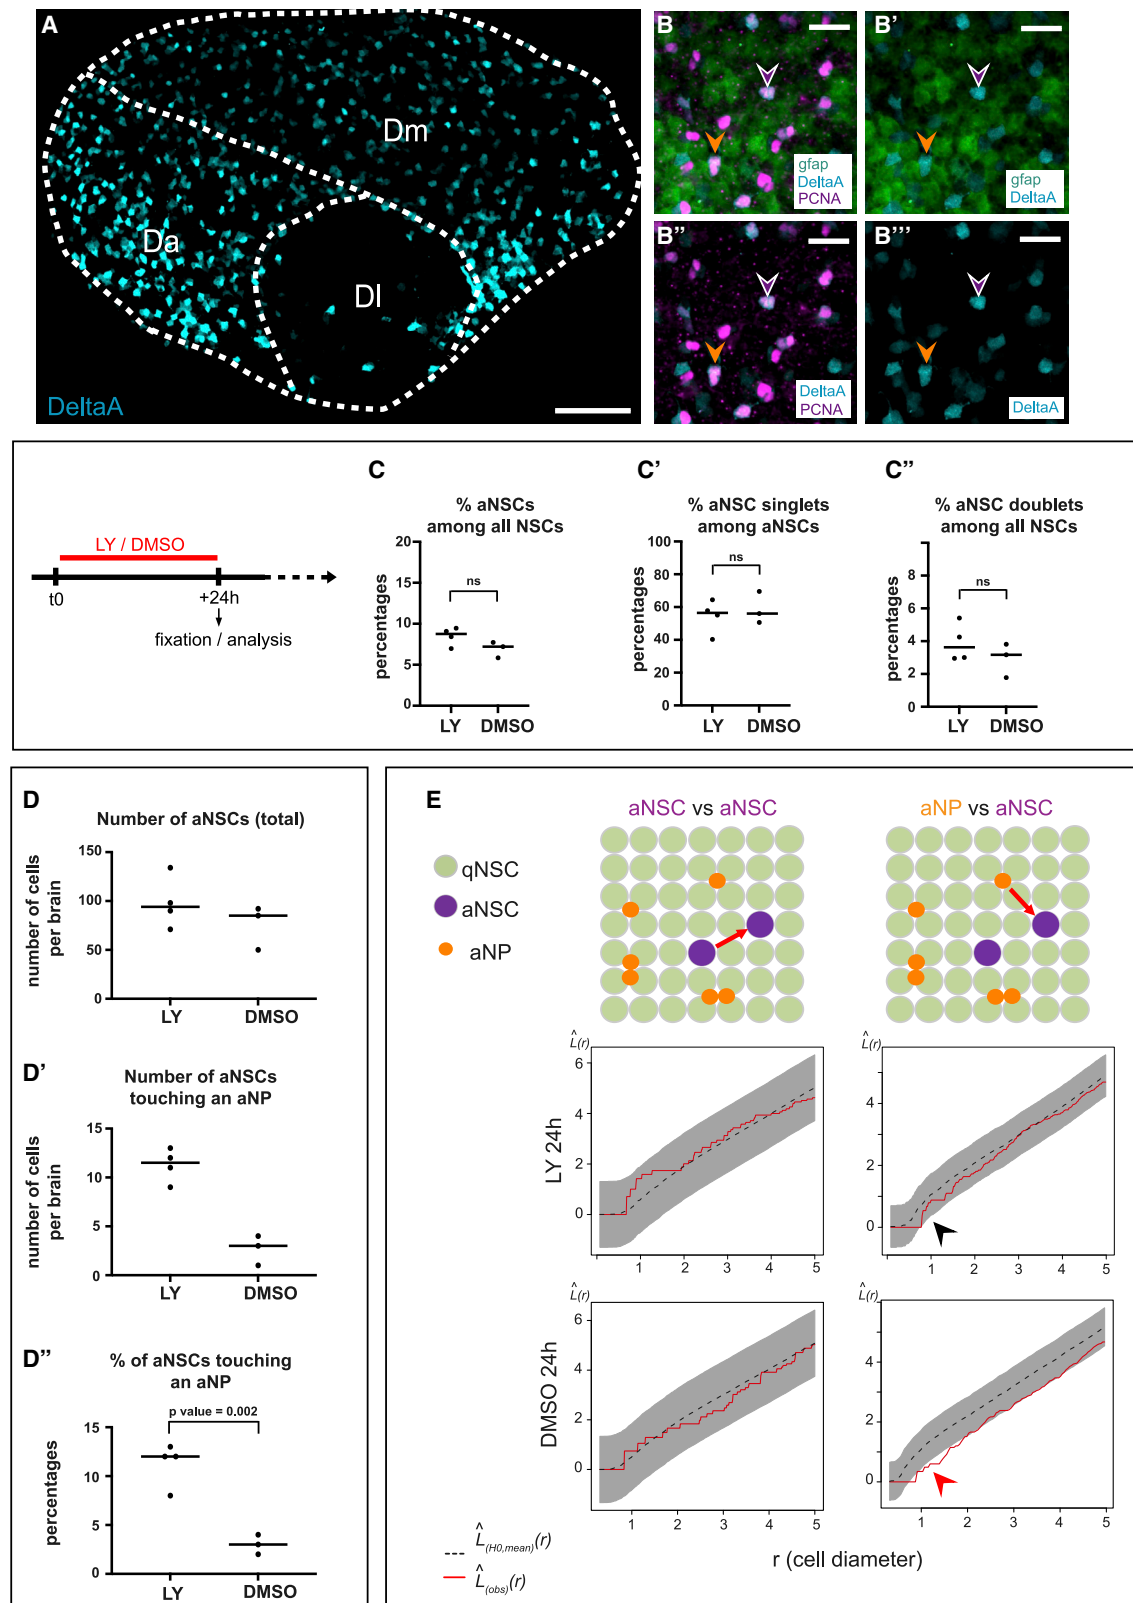 A
Dm
Da
Dl
DeltaA
B
gfap
DeltaA
PCNA
B'
gfap
DeltaA
B''
DeltaA
PCNA
B'''
DeltaA
LY / DMSO
t0
+24h
fixation / analysis
C
% aNSCs
among all NSCs
percentages
20
15
10
5
0
ns
LY
DMSO
C'
% aNSC singlets
among aNSCs
percentages
100
80
60
40
20
0
ns
LY
DMSO
C''
% aNSC doublets
among all NSCs
percentages
8
6
4
2
0
ns
LY
DMSO
D
Number of aNSCs (total)
number of cells
per brain
150
100
50
0
LY
DMSO
D'
Number of aNSCs
touching an aNP
number of cells
per brain
15
10
5
0
LY
DMSO
D''
% of aNSCs touching
an aNP
p value = 0.002
percentages
15
10
5
0
LY
DMSO
E
aNSC vs aNSC
aNP vs aNSC
qNSC
aNSC
aNP
L̂(r)
6
4
2
0
LY 24h
1 2 3 4 5
L̂(r)
4
2
0
1 2 3 4 5
L̂(r)
6
4
2
0
DMSO 24h
1 2 3 4 5
L̂(r)
4
2
0
1 2 3 4 5
r (cell diameter)
L̂(H0,mean)(r)
L̂(obs)(r)